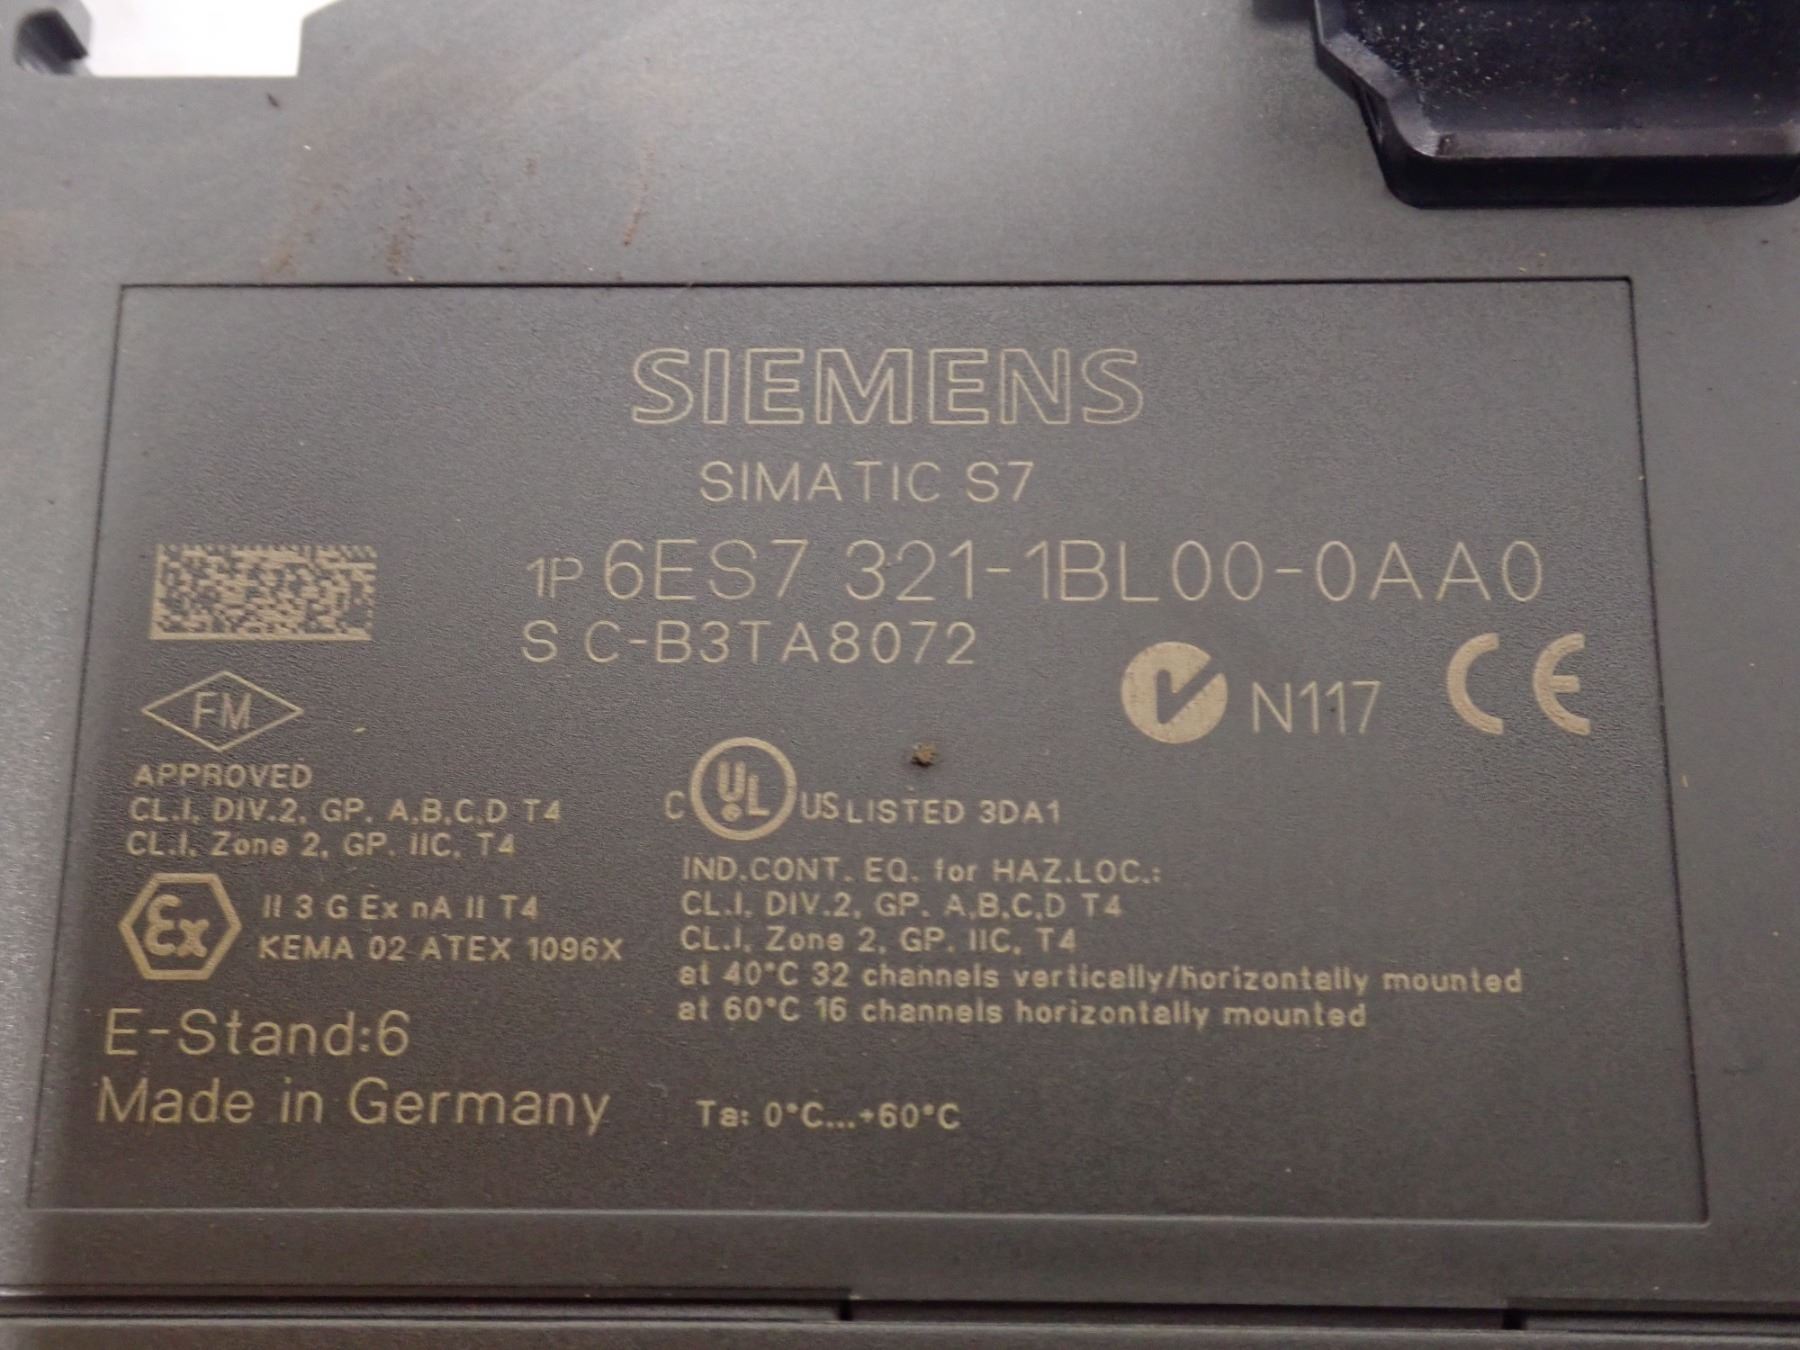 SIEMENS
SIMATIC S7
1P 6ES7 321-1BL00-0AA0
S C-B3TA8072
N117 CE
FM
APPROVED
CL.I, DIV.2, GP. A,B,C,D T4
CL.I, Zone 2, GP. IIC, T4
Ex II 3 G Ex nA II T4
KEMA 02 ATEX 1096X
E-Stand:6
Made in Germany
C UL US LISTED 3DA1
IND.CONT. EQ. for HAZ.LOC.:
CL.I, DIV.2, GP. A,B,C,D T4
CL.I, Zone 2, GP. IIC, T4
at 40°C 32 channels vertically/horizontally mounted
at 60°C 16 channels horizontally mounted
Ta: 0°C...+60°C